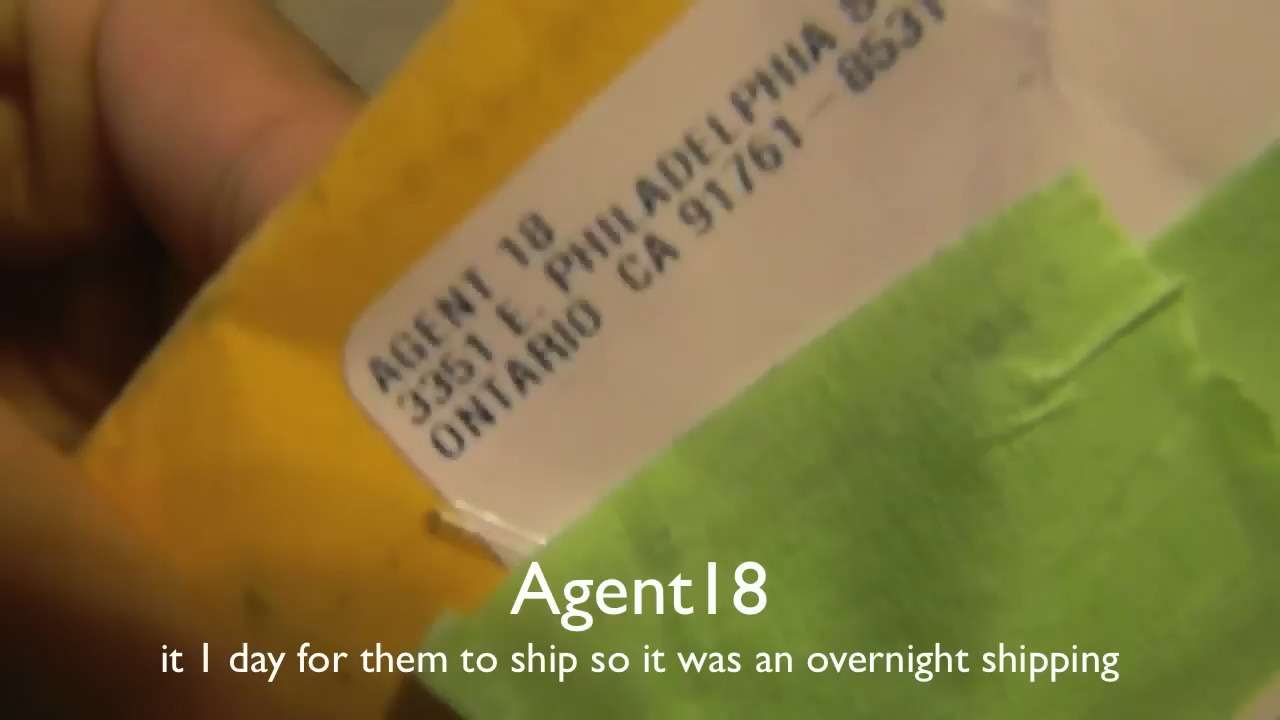 AGENT 18
3351 E. PHILADELPHIA
ONTARIO CA 91761-8531
Agent18
it 1 day for them to ship so it was an overnight shipping